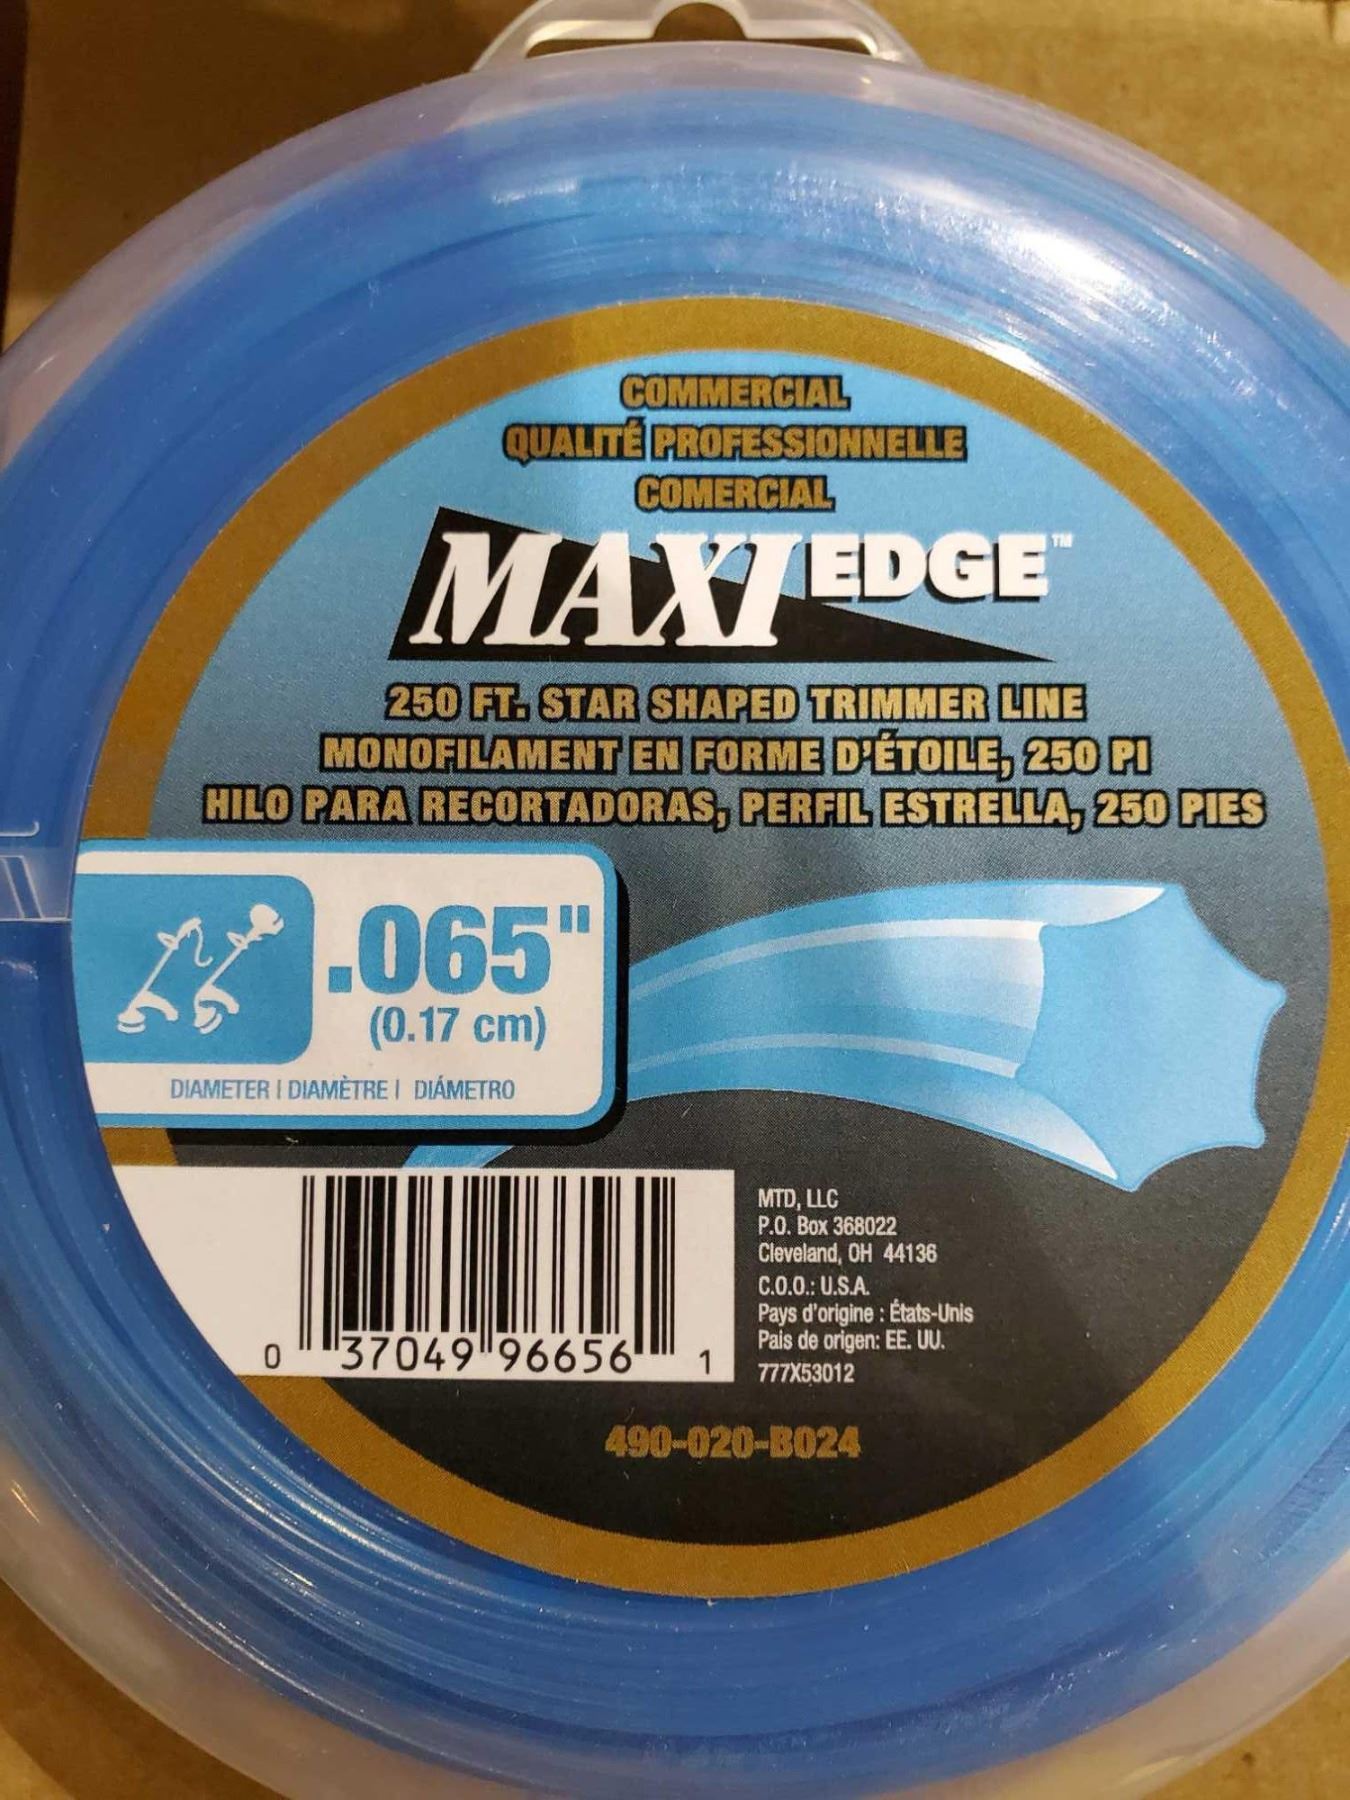 COMMERCIAL
QUALITÉ PROFESSIONNELLE
COMERCIAL
MAXI EDGE™
250 FT. STAR SHAPED TRIMMER LINE
MONOFILAMENT EN FORME D'ÉTOILE, 250 PI
HILO PARA RECORTADORAS, PERFIL ESTRELLA, 250 PIES
.065"
(0.17 cm)
DIAMETER | DIAMÈTRE | DIÁMETRO
0 37049 96656 1
MTD, LLC
P.O. Box 368022
Cleveland, OH 44136
C.O.O.: U.S.A.
Pays d'origine : États-Unis
Pais de origen: EE. UU.
777X53012
490-020-B024